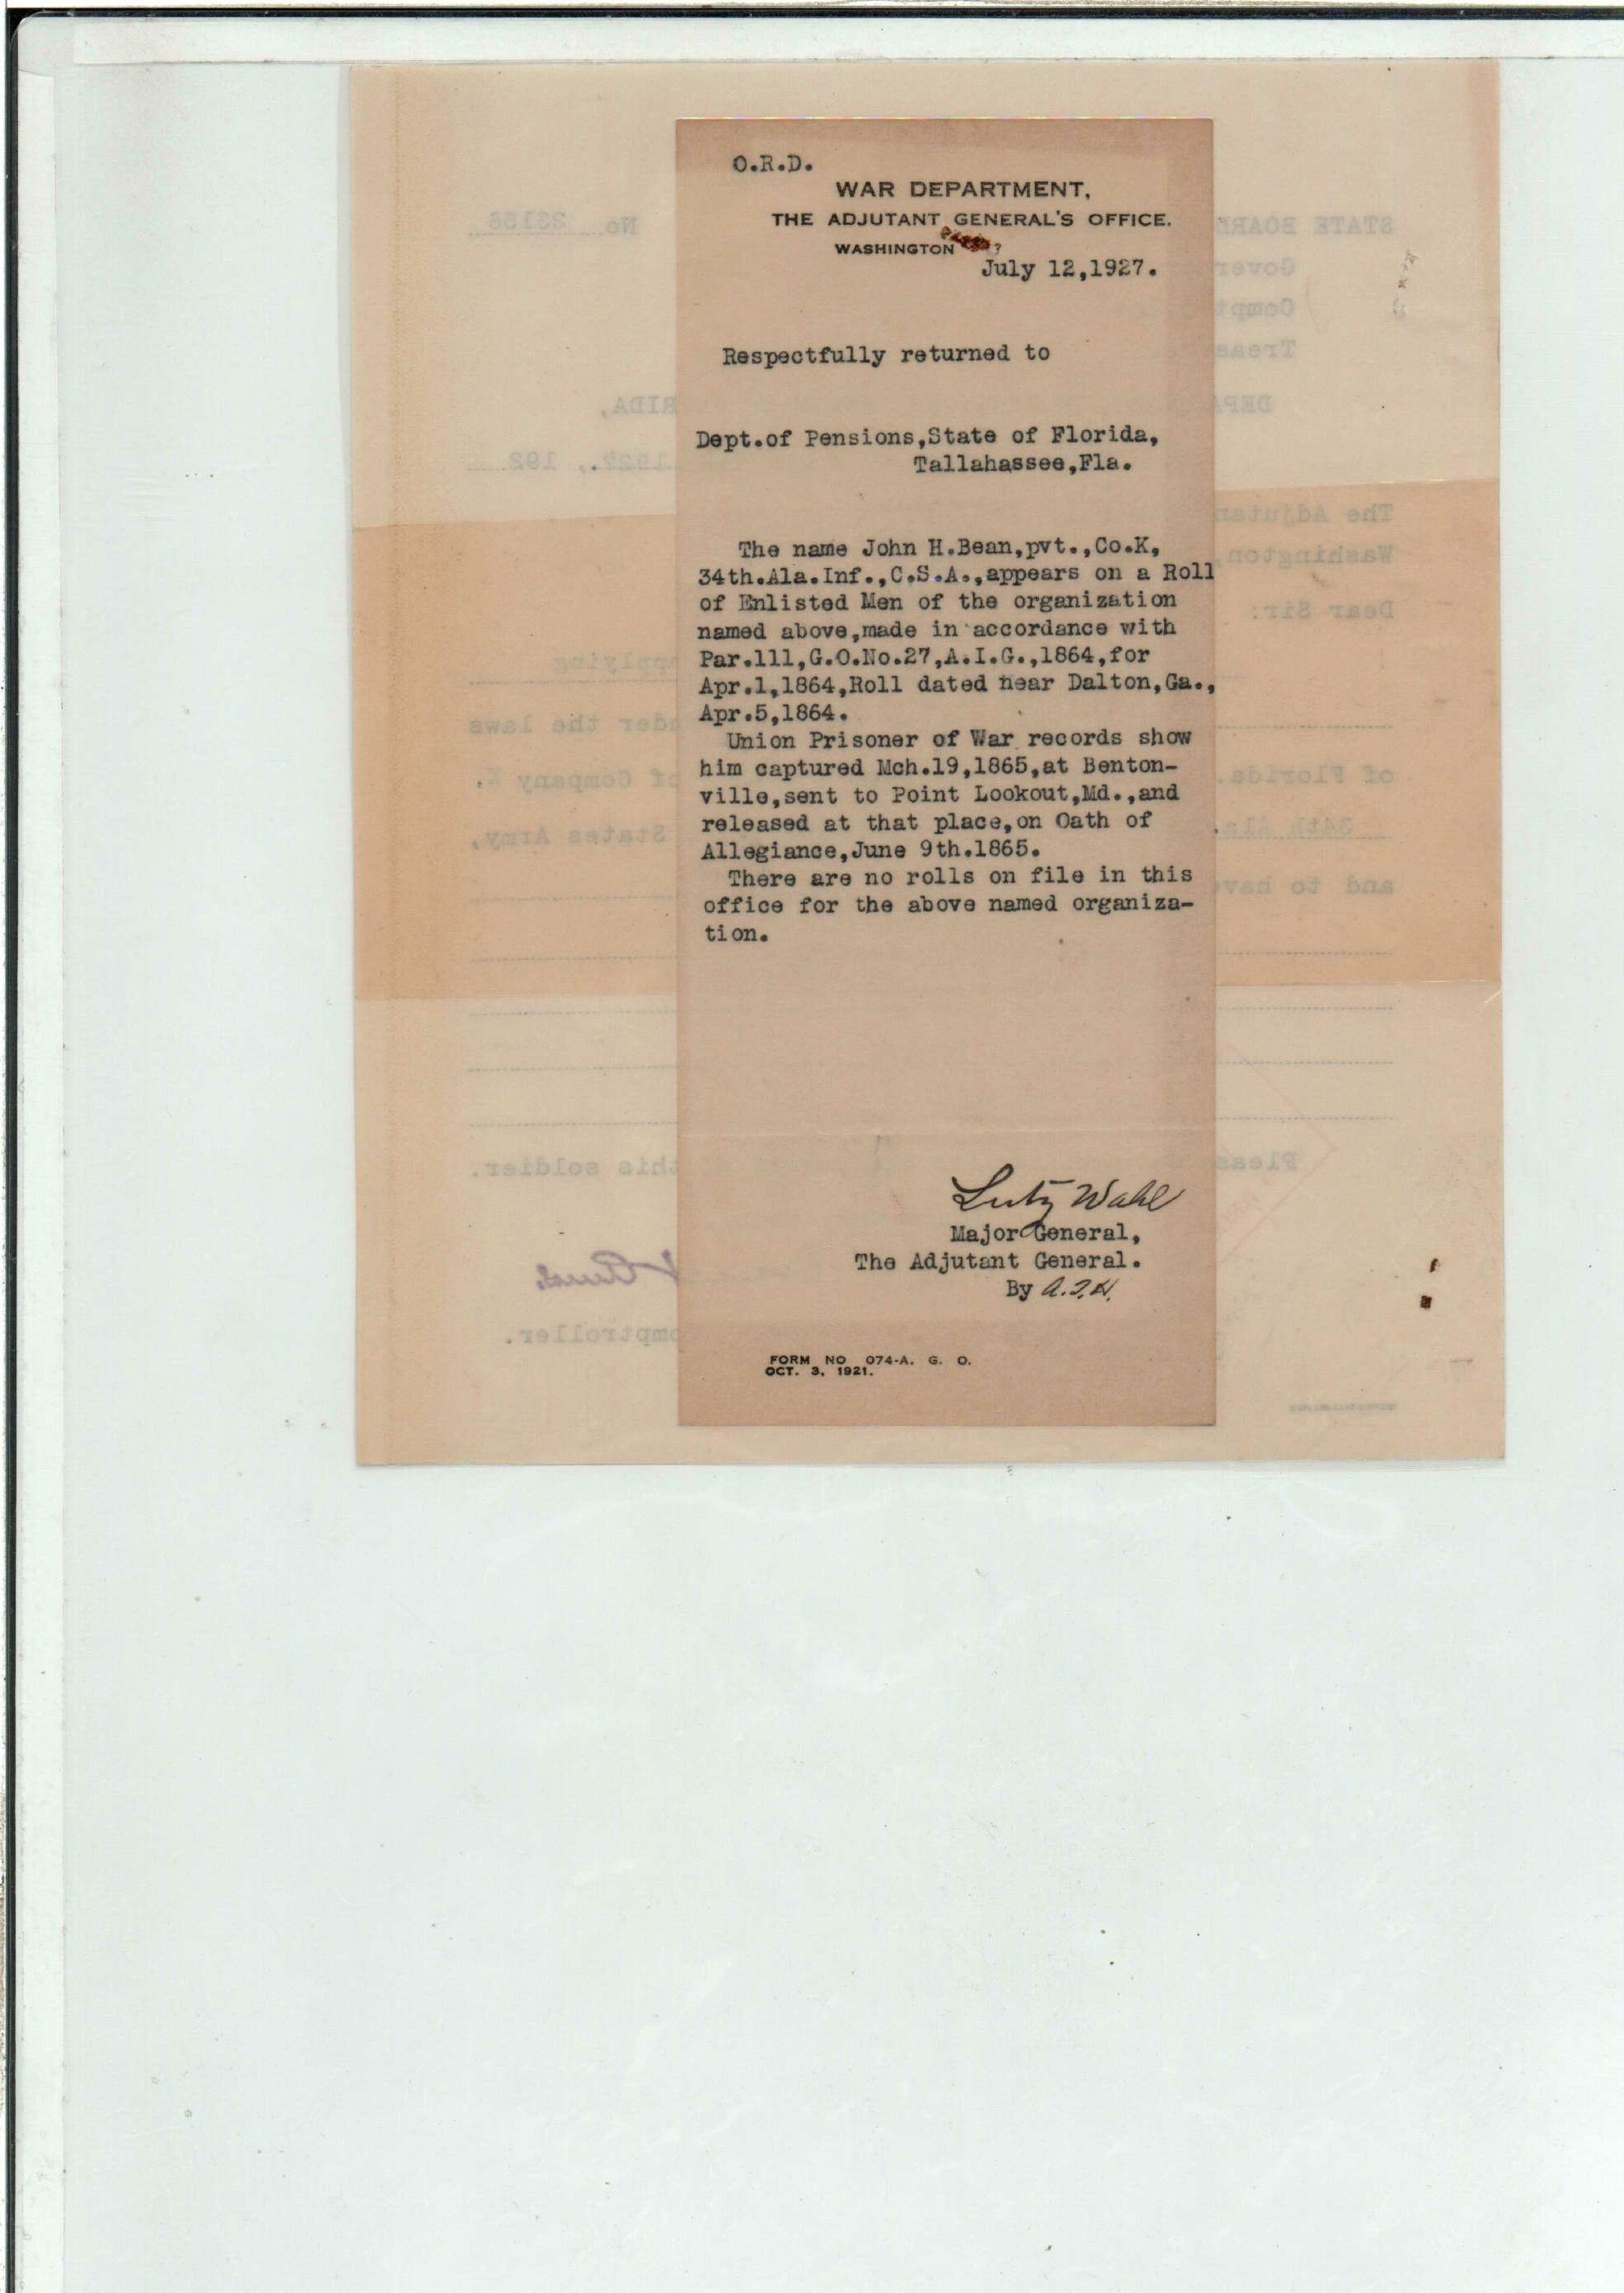 O.R.D.
WAR DEPARTMENT,
THE ADJUTANT GENERAL'S OFFICE.
WASHINGTON
July 12,1927.
Respectfully returned to
Dept.of Pensions,State of Florida,
Tallahassee,Fla.
The name John H.Bean,pvt.,Co.K,
34th.Ala.Inf.,C.S.A.,appears on a Roll
of Enlisted Men of the organization
named above,made in accordance with
Par.111,G.O.No.27,A.I.G.,1864,for
Apr.1,1864,Roll dated near Dalton,Ga.,
Apr.5,1864.
Union Prisoner of War records show
him captured Mch.19,1865,at Benton-
ville,sent to Point Lookout,Md.,and
released at that place,on Oath of
Allegiance,June 9th.1865.
There are no rolls on file in this
office for the above named organiza-
tion.
Lutz Wahl
Major General,
The Adjutant General.
By
FORM NO 074-A. G. O.
OCT. 3, 1921.